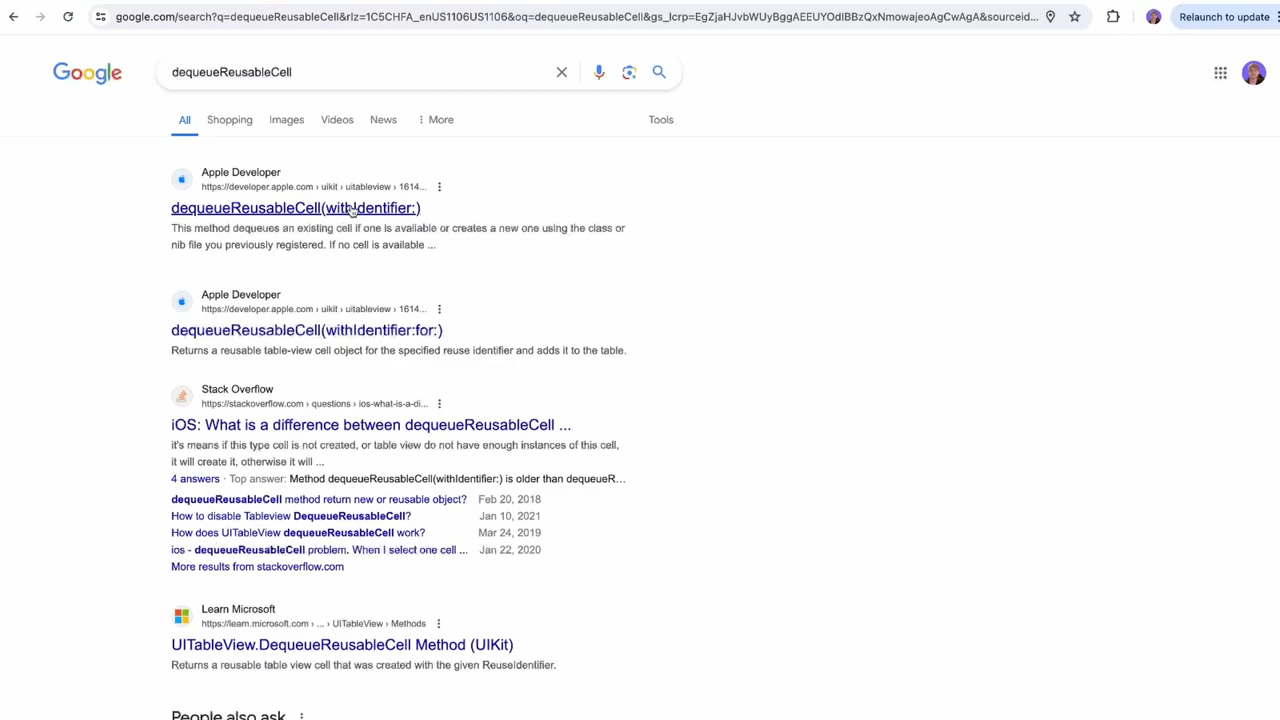 google.com/search?q=dequeueReusableCell&rlz=1C5CHFA_enUS1106US1106&oq=dequeueReusableCell&gs_lcrp=EgZjaHJvbWUyBggAEEUYOdIBBzQxNmowajeoAgCwAgA&sourceid...
Relaunch to update
Google
dequeueReusableCell
All Shopping Images Videos News More Tools
Apple Developer
https://developer.apple.com › uikit › uitableview › 1614...
dequeueReusableCell(withIdentifier:)
This method dequeues an existing cell if one is available or creates a new one using the class or
nib file you previously registered. If no cell is available ...
Apple Developer
https://developer.apple.com › uikit › uitableview › 1614...
dequeueReusableCell(withIdentifier:for:)
Returns a reusable table-view cell object for the specified reuse identifier and adds it to the table.
Stack Overflow
https://stackoverflow.com › questions › ios-what-is-a-di...
iOS: What is a difference between dequeueReusableCell ...
it's means if this type cell is not created, or table view do not have enough instances of this cell,
it will create it, otherwise it will ...
4 answers · Top answer: Method dequeueReusableCell(withIdentifier:) is older than dequeueR...
dequeueReusableCell method return new or reusable object? Feb 20, 2018
How to disable Tableview DequeueReusableCell? Jan 10, 2021
How does UITableView dequeueReusableCell work? Mar 24, 2019
ios - dequeueReusableCell problem. When I select one cell ... Jan 22, 2020
More results from stackoverflow.com
Learn Microsoft
https://learn.microsoft.com › ... › UITableView › Methods
UITableView.DequeueReusableCell Method (UIKit)
Returns a reusable table view cell that was created with the given ReuseIdentifier.
People also ask